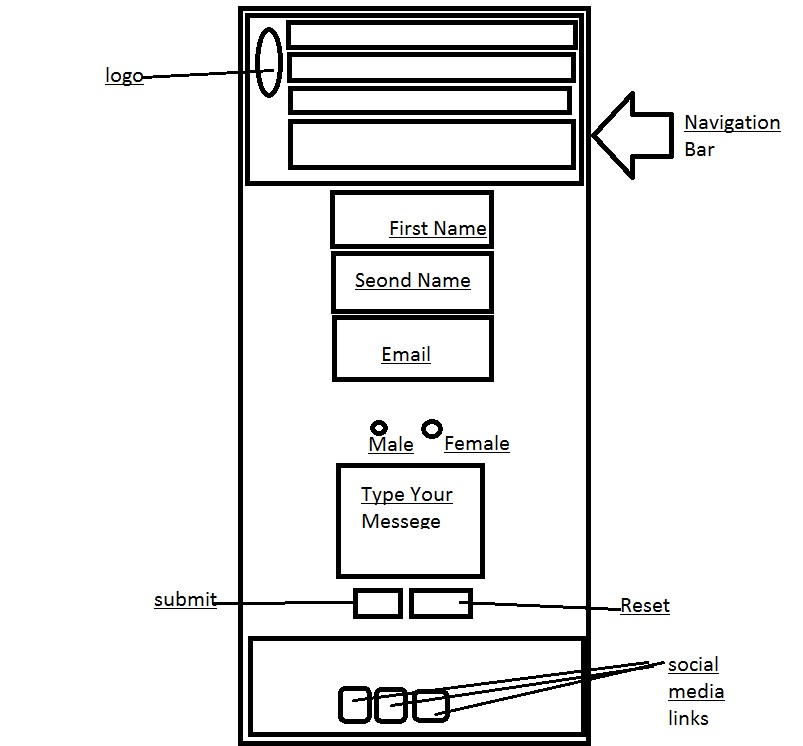 logo
Navigation
Bar
First Name
Seond Name
Email
Male
Female
Type Your
Messege
submit
Reset
social
media
links